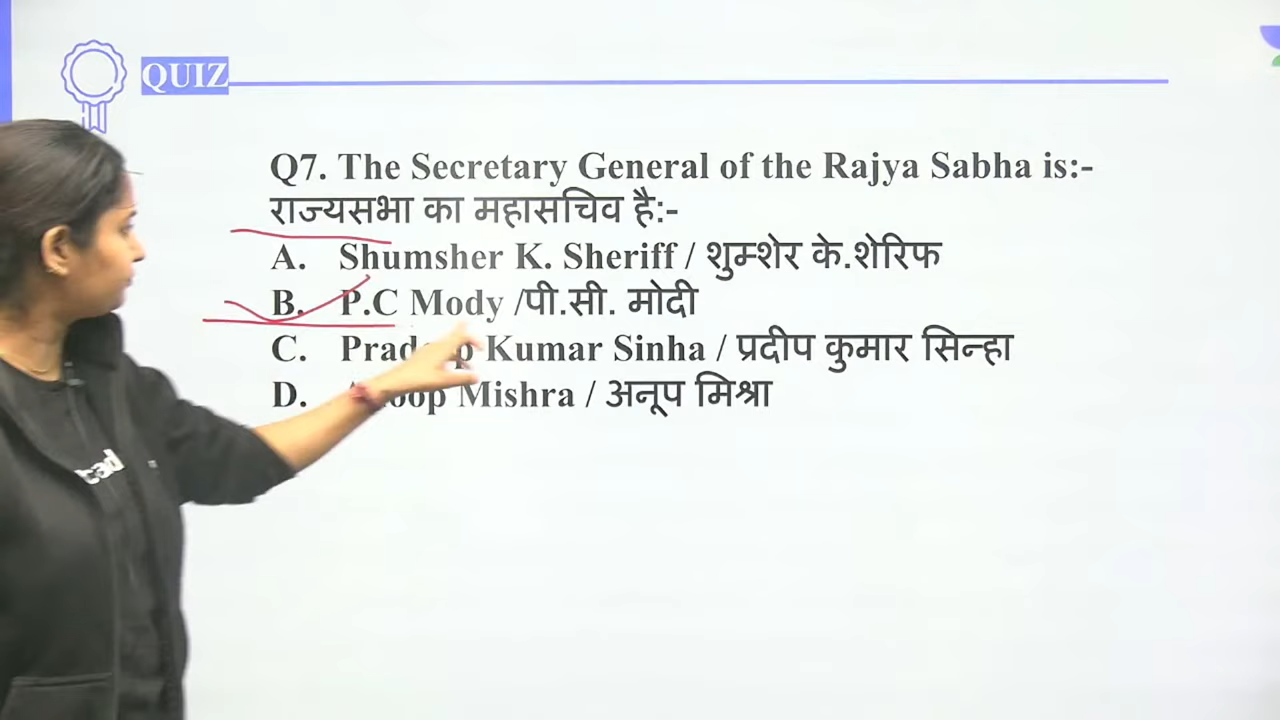 QUIZ
Q7. The Secretary General of the Rajya Sabha is:-
राज्यसभा का महासचिव है:-
A. Shumsher K. Sheriff / शुम्शेर के.शेरिफ
B. P.C Mody /पी.सी. मोदी
C. Kumar Sinha / प्रदीप कुमार सिन्हा
D. Mishra / अनूप मिश्रा